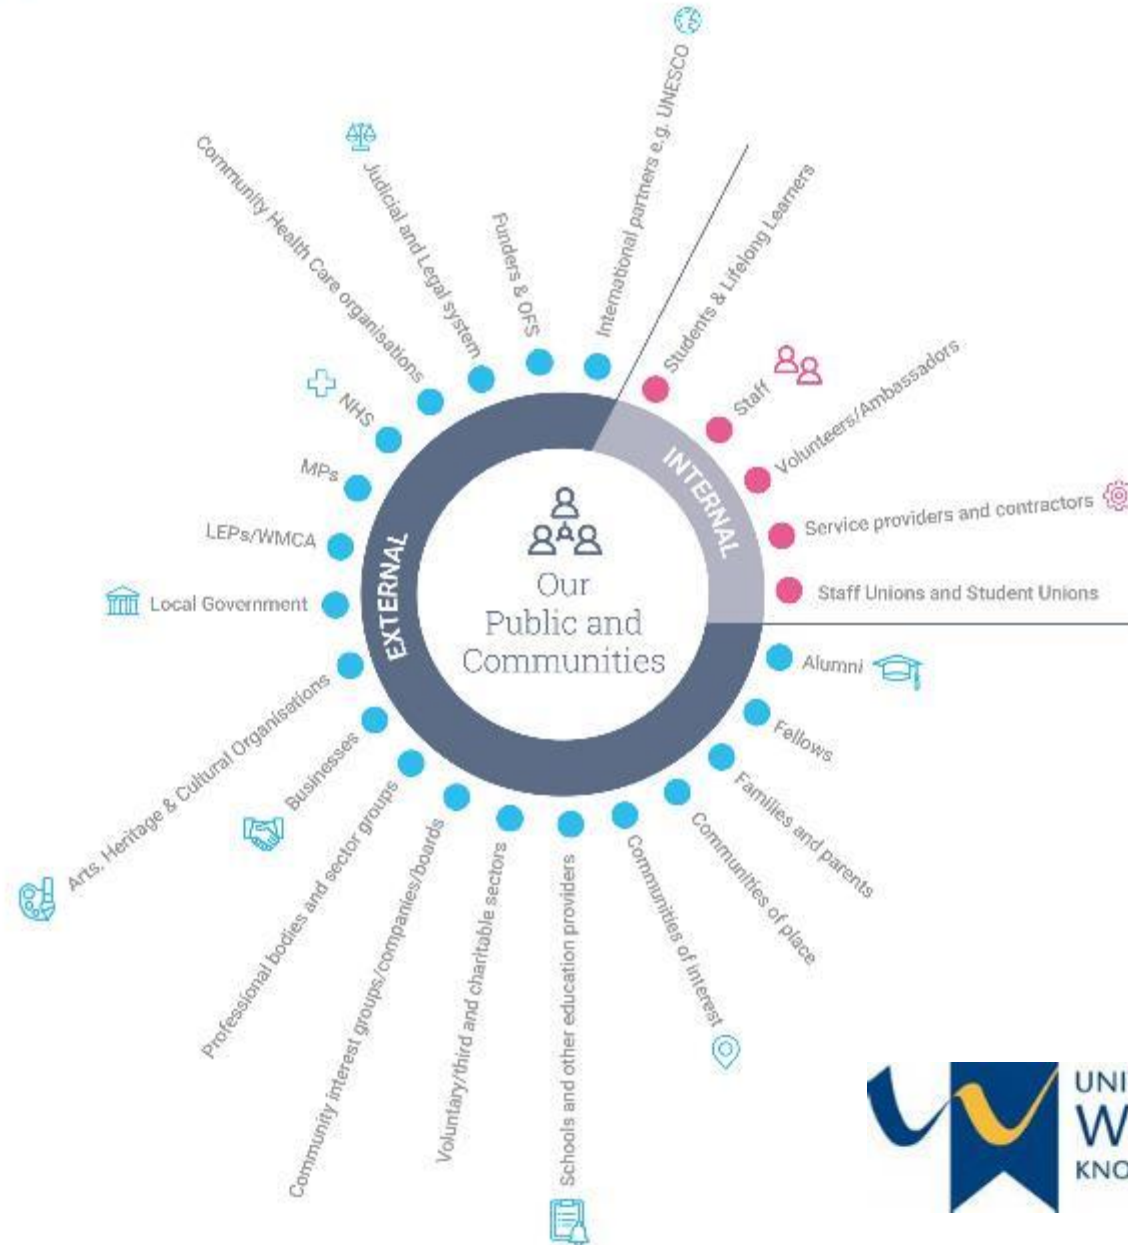 International partners e.g. UNESCO
Funders & OFS
Judicial and Legal system
Community Health Care organisations
NHS
MPs
LEPs/WMCA
Local Government
Arts, Heritage & Cultural Organisations
Businesses
Professional bodies and sector groups
Community interest groups/companies/boards
Voluntary/third and charitable sectors
Schools and other education providers
Communities of interest
Communities of place
Families and parents
Fellows
Alumni
Staff Unions and Student Unions
Service providers and contractors
Volunteers/Ambassadors
Staff
Students & Lifelong Learners
INTERNAL
EXTERNAL
Our
Public and
Communities
UNI
W
KNO